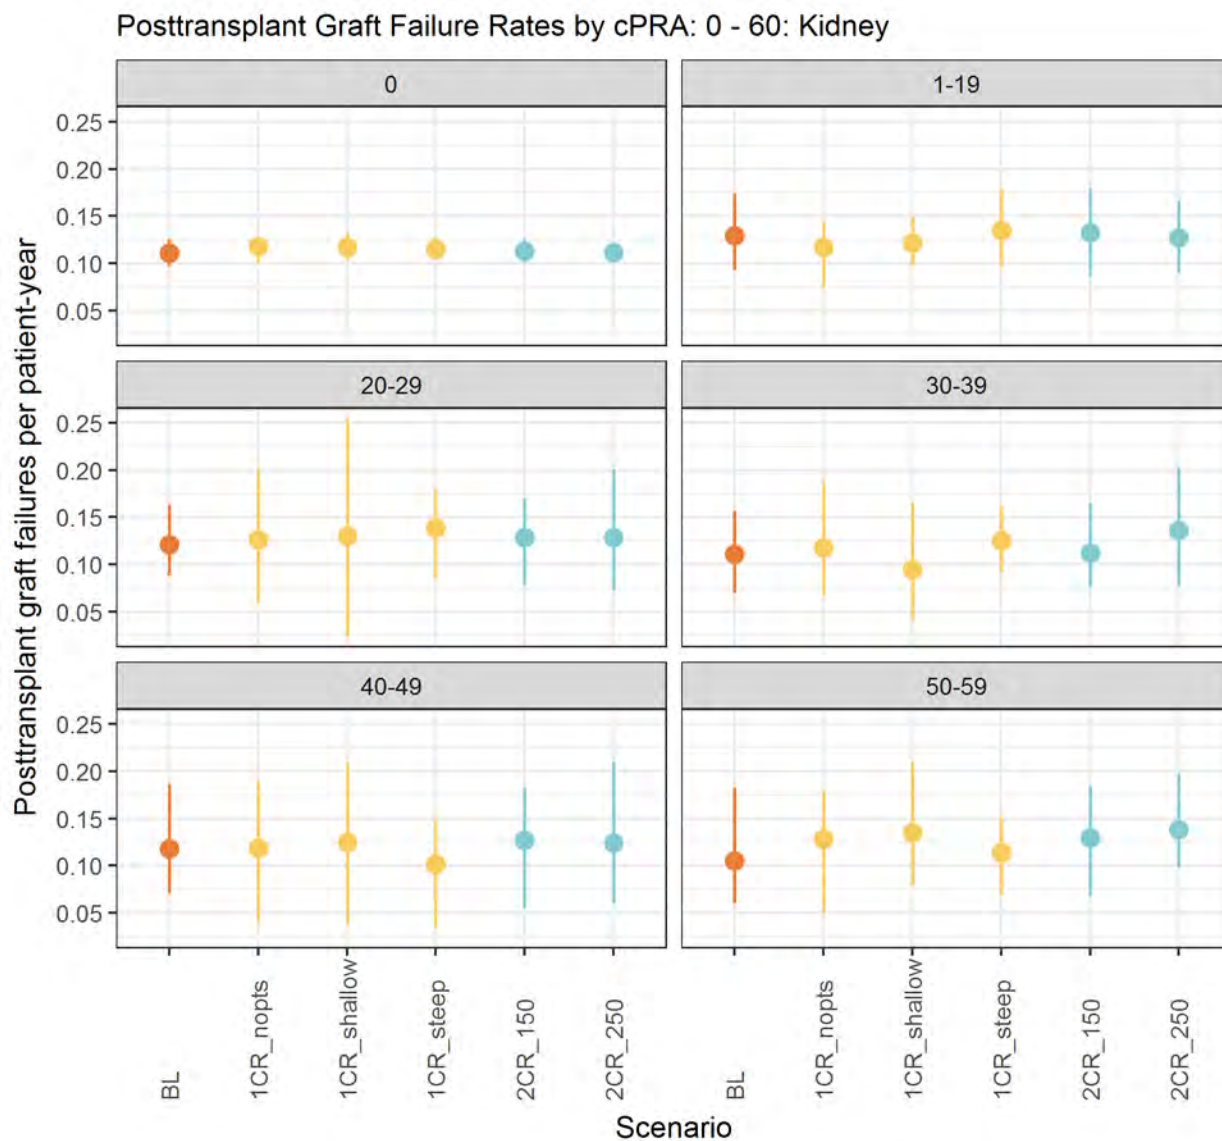 Posttransplant Graft Failure Rates by cPRA: 0 - 60: Kidney
Posttransplant graft failures per patient-year
0
1-19
0.25
0.20
0.15
0.10
0.05
20-29
30-39
0.25
0.20
0.15
0.10
0.05
40-49
50-59
0.25
0.20
0.15
0.10
0.05
BL
1CR_nopts
1CR_shallow
1CR_steep
2CR_150
2CR_250
BL
1CR_nopts
1CR_shallow
1CR_steep
2CR_150
2CR_250
Scenario